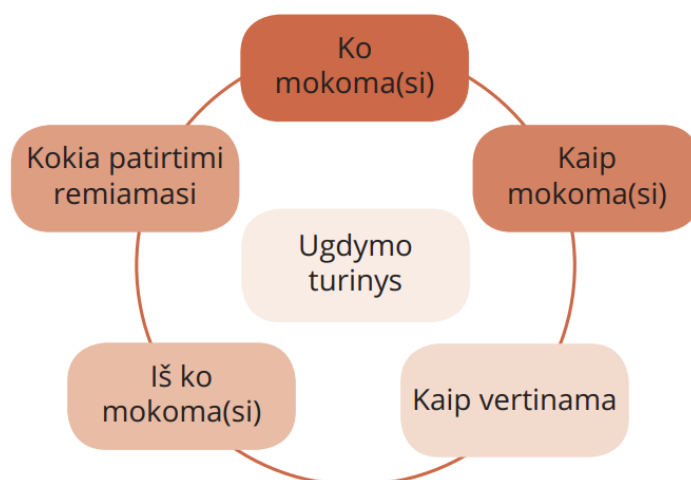 Ko
mokoma(si)
Kaip
mokoma(si)
Kaip vertinama
Iš ko
mokoma(si)
Kokia patirtimi
remiamasi
Ugdymo
turinys